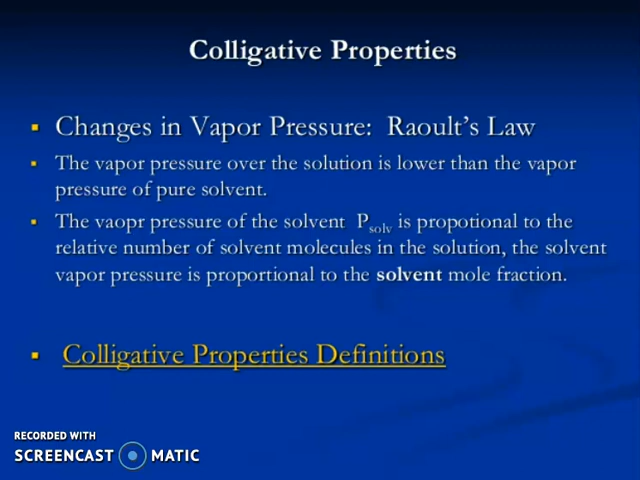 Colligative Properties
Changes in Vapor Pressure: Raoult's Law
The vapor pressure over the solution is lower than the vapor
pressure of pure solvent.
The vaopr pressure of the solvent Psolv is propotional to the
relative number of solvent molecules in the solution, the solvent
vapor pressure is proportional to the solvent mole fraction.
Colligative Properties Definitions
RECORDED WITH
SCREENCAST MATIC